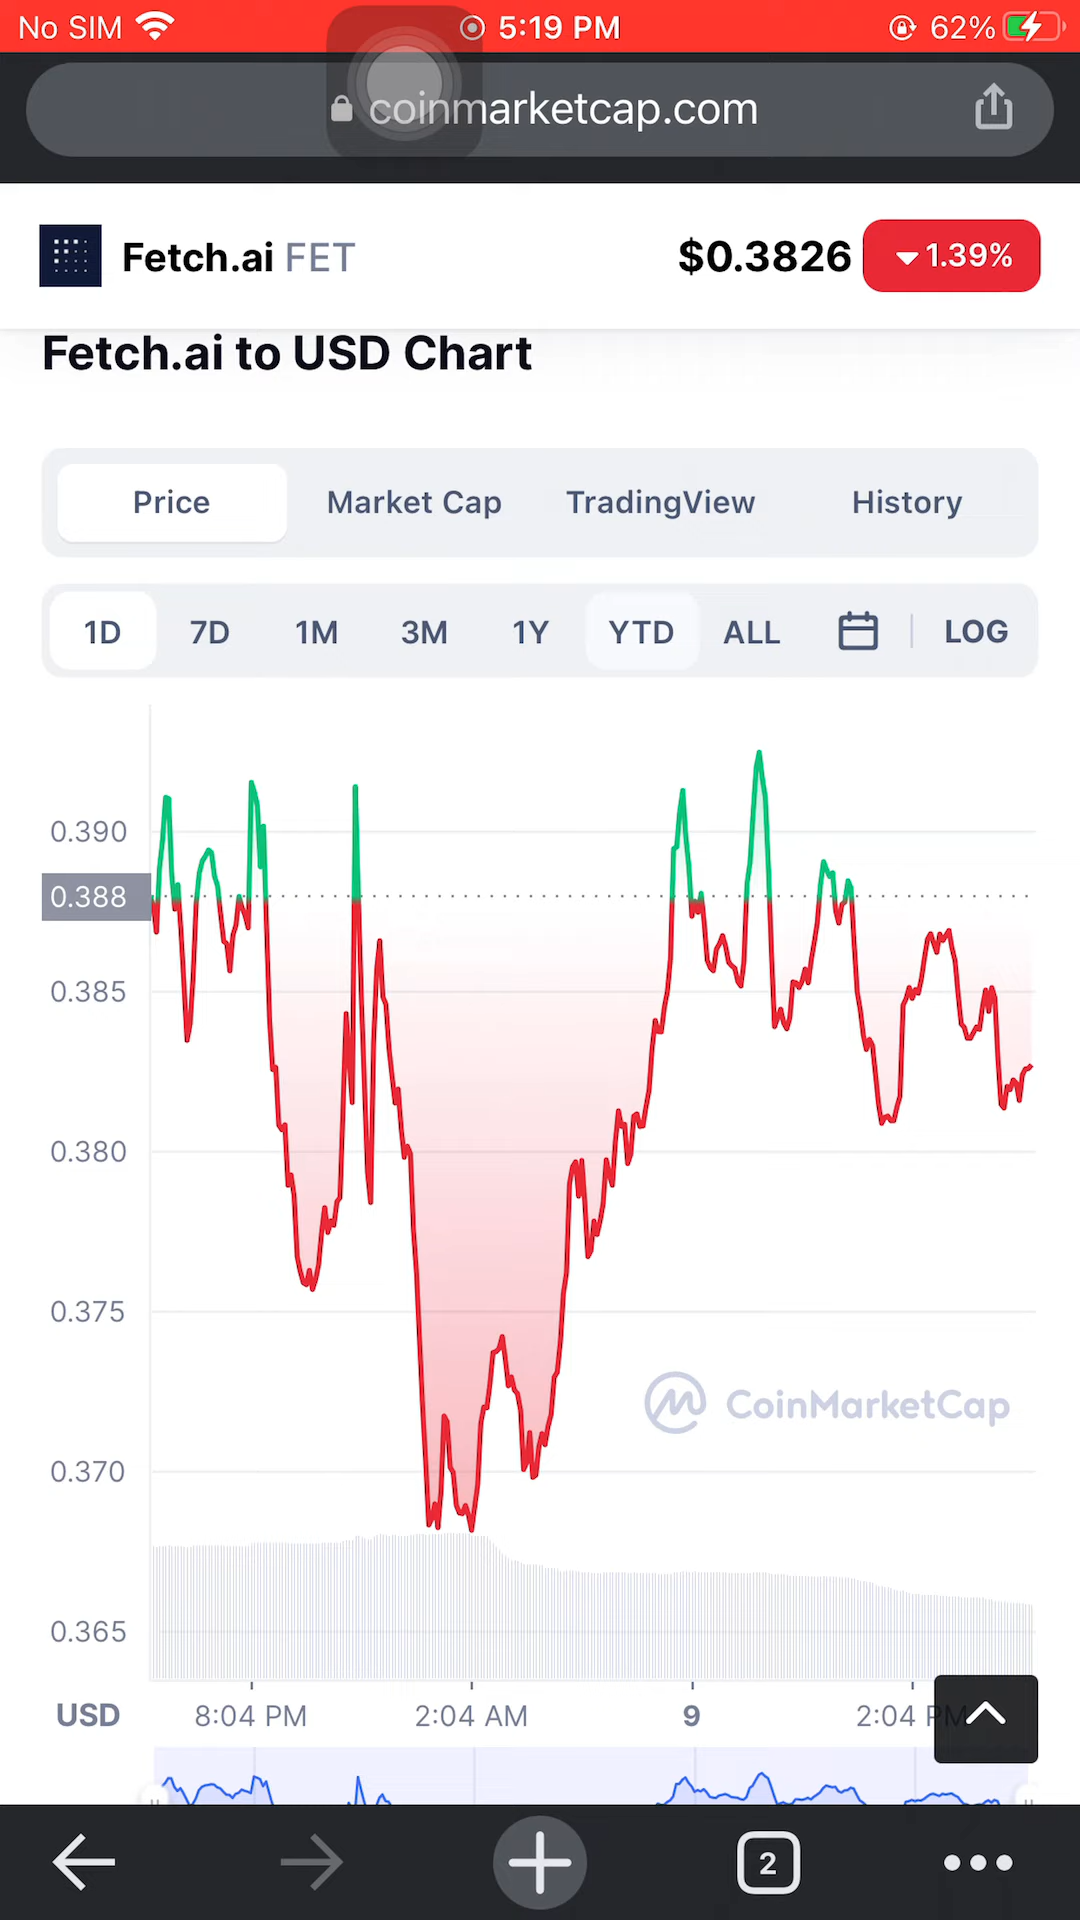 No SIM 5:19 PM 62%
coinmarketcap.com
Fetch.ai FET $0.3826 1.39%
Fetch.ai to USD Chart
Price Market Cap TradingView History
1D 7D 1M 3M 1Y YTD ALL LOG
0.390
0.388
0.385
0.380
0.375
CoinMarketCap
0.370
0.365
USD 8:04 PM 2:04 AM 9 2:04 PM
2